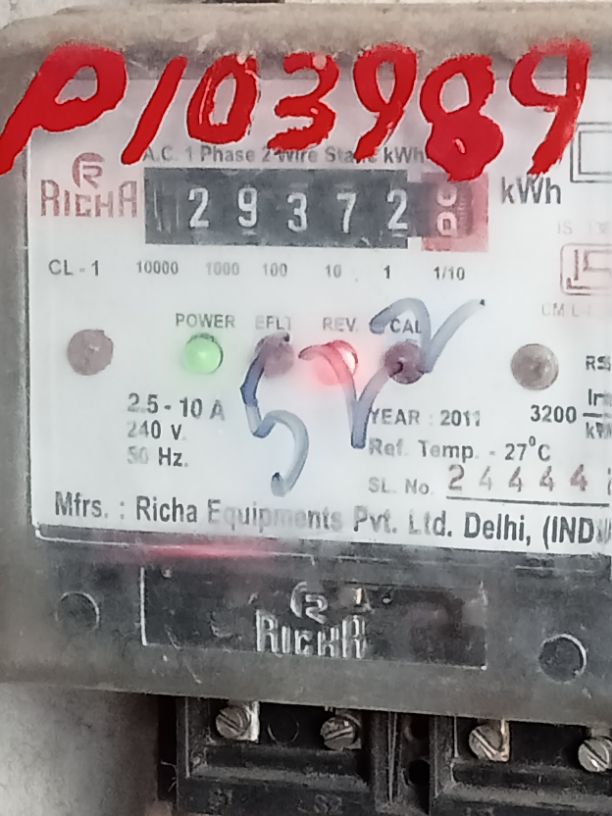 P103989
A.C. 1 Phase 2 Wire Static kWh
RICHA
29372
kWh
CL - 1 10000 1000 100 10 1 1/10
POWER EFLT REV. CAL
2.5 - 10 A
240 v.
50 Hz.
YEAR : 2011 3200
Ref. Temp. - 27°C
SL. No. 24444
Mfrs. : Richa Equipments Pvt. Ltd. Delhi, (IND
RICHA